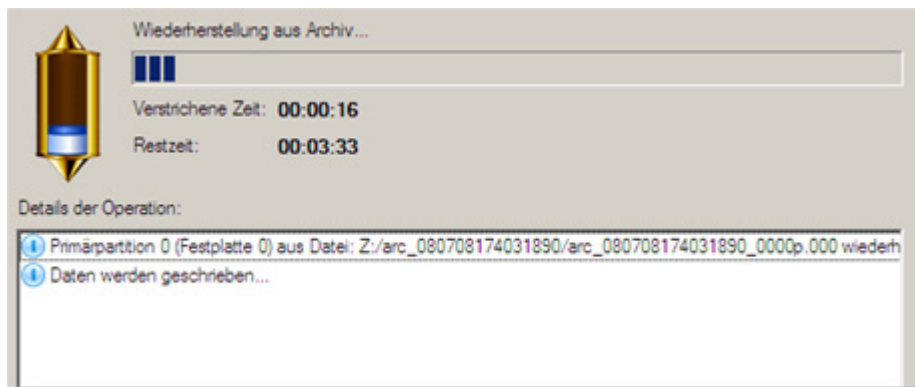 Wiederherstellung aus Archiv...
Verstrichene Zeit: 00:00:16
Restzeit: 00:03:33
Details der Operation:
Primärpartition 0 (Festplatte 0) aus Datei: Z:/arc_080708174031890/arc_080708174031890_0000p.000 wiederh
Daten werden geschrieben...